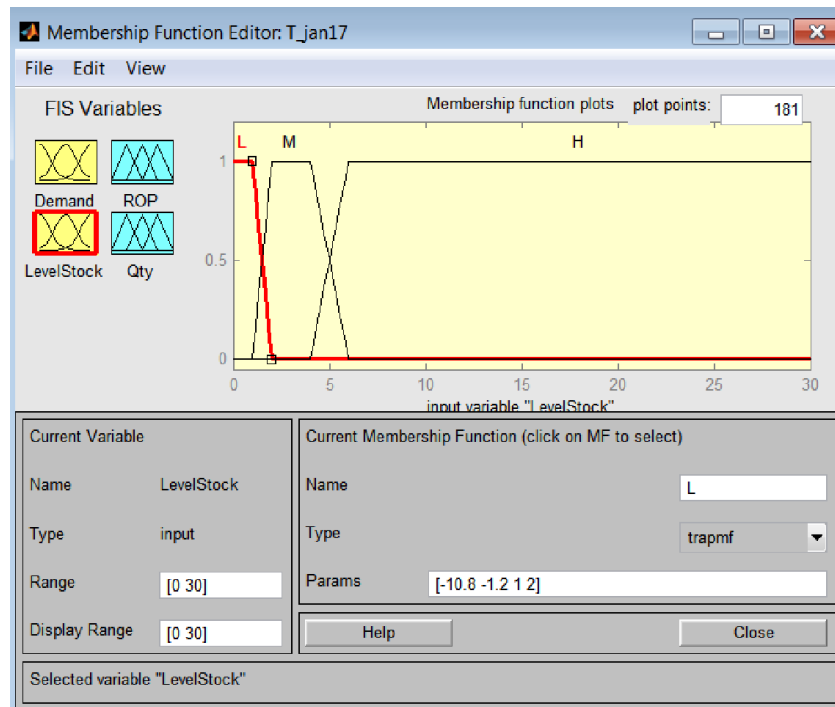 Membership Function Editor: T_jan17
File Edit View
FIS Variables
Membership function plots plot points: 181
Demand ROP
LevelStock Qty
L M H
1
0.5
0
0 5 10 15 20 25 30
input variable "LevelStock"
Current Variable
Name LevelStock
Type input
Range [0 30]
Display Range [0 30]
Current Membership Function (click on MF to select)
Name L
Type trapmf
Params [-10.8 -1.2 1 2]
Help Close
Selected variable "LevelStock"